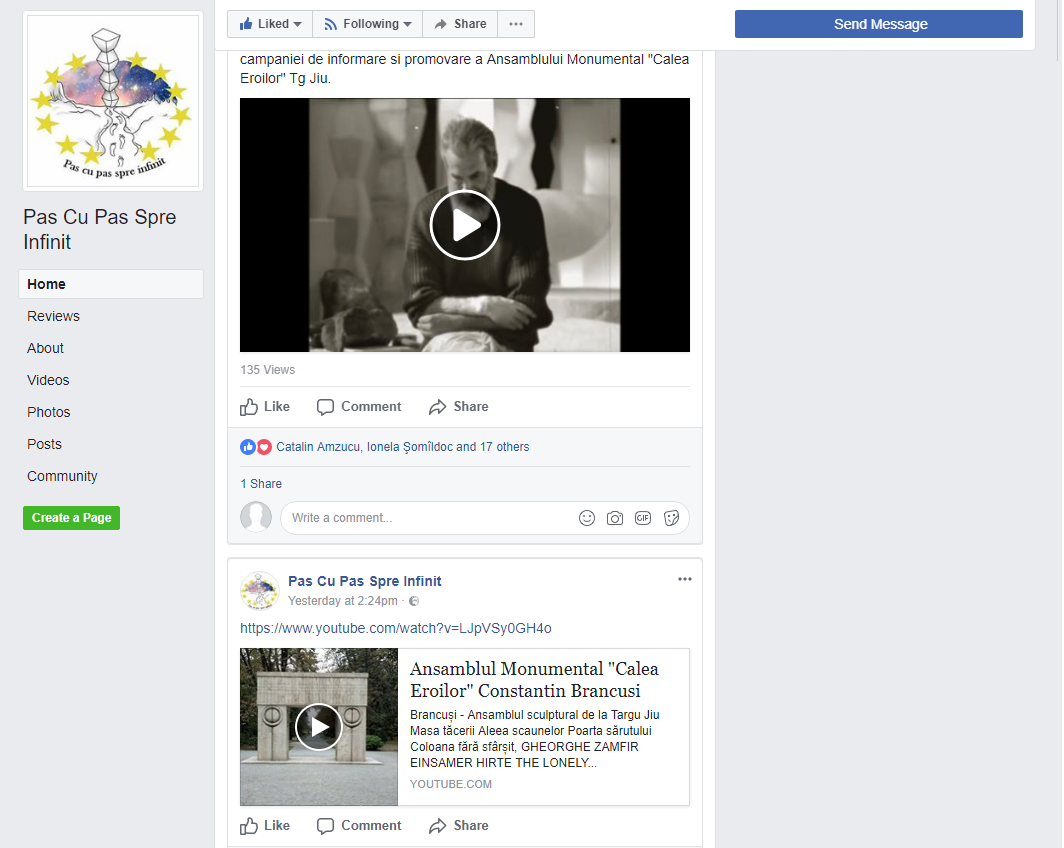 Liked
Following
Share
Send Message
Pas cu pas spre infinit
Pas Cu Pas Spre
Infinit
Home
Reviews
About
Videos
Photos
Posts
Community
Create a Page
campaniei de informare si promovare a Ansamblului Monumental "Calea
Eroilor" Tg Jiu.
135 Views
Like
Comment
Share
Catalin Amzucu, Ionela Şomîldoc and 17 others
1 Share
Write a comment...
GIF
Pas Cu Pas Spre Infinit
Yesterday at 2:24pm ·
https://www.youtube.com/watch?v=LJpVSy0GH4o
Ansamblul Monumental "Calea
Eroilor" Constantin Brancusi
Brancuși - Ansamblul sculptural de la Targu Jiu
Masa tăcerii Aleea scaunelor Poarta sărutului
Coloana fără sfârșit, GHEORGHE ZAMFIR
EINSAMER HIRTE THE LONELY...
YOUTUBE.COM
Like
Comment
Share